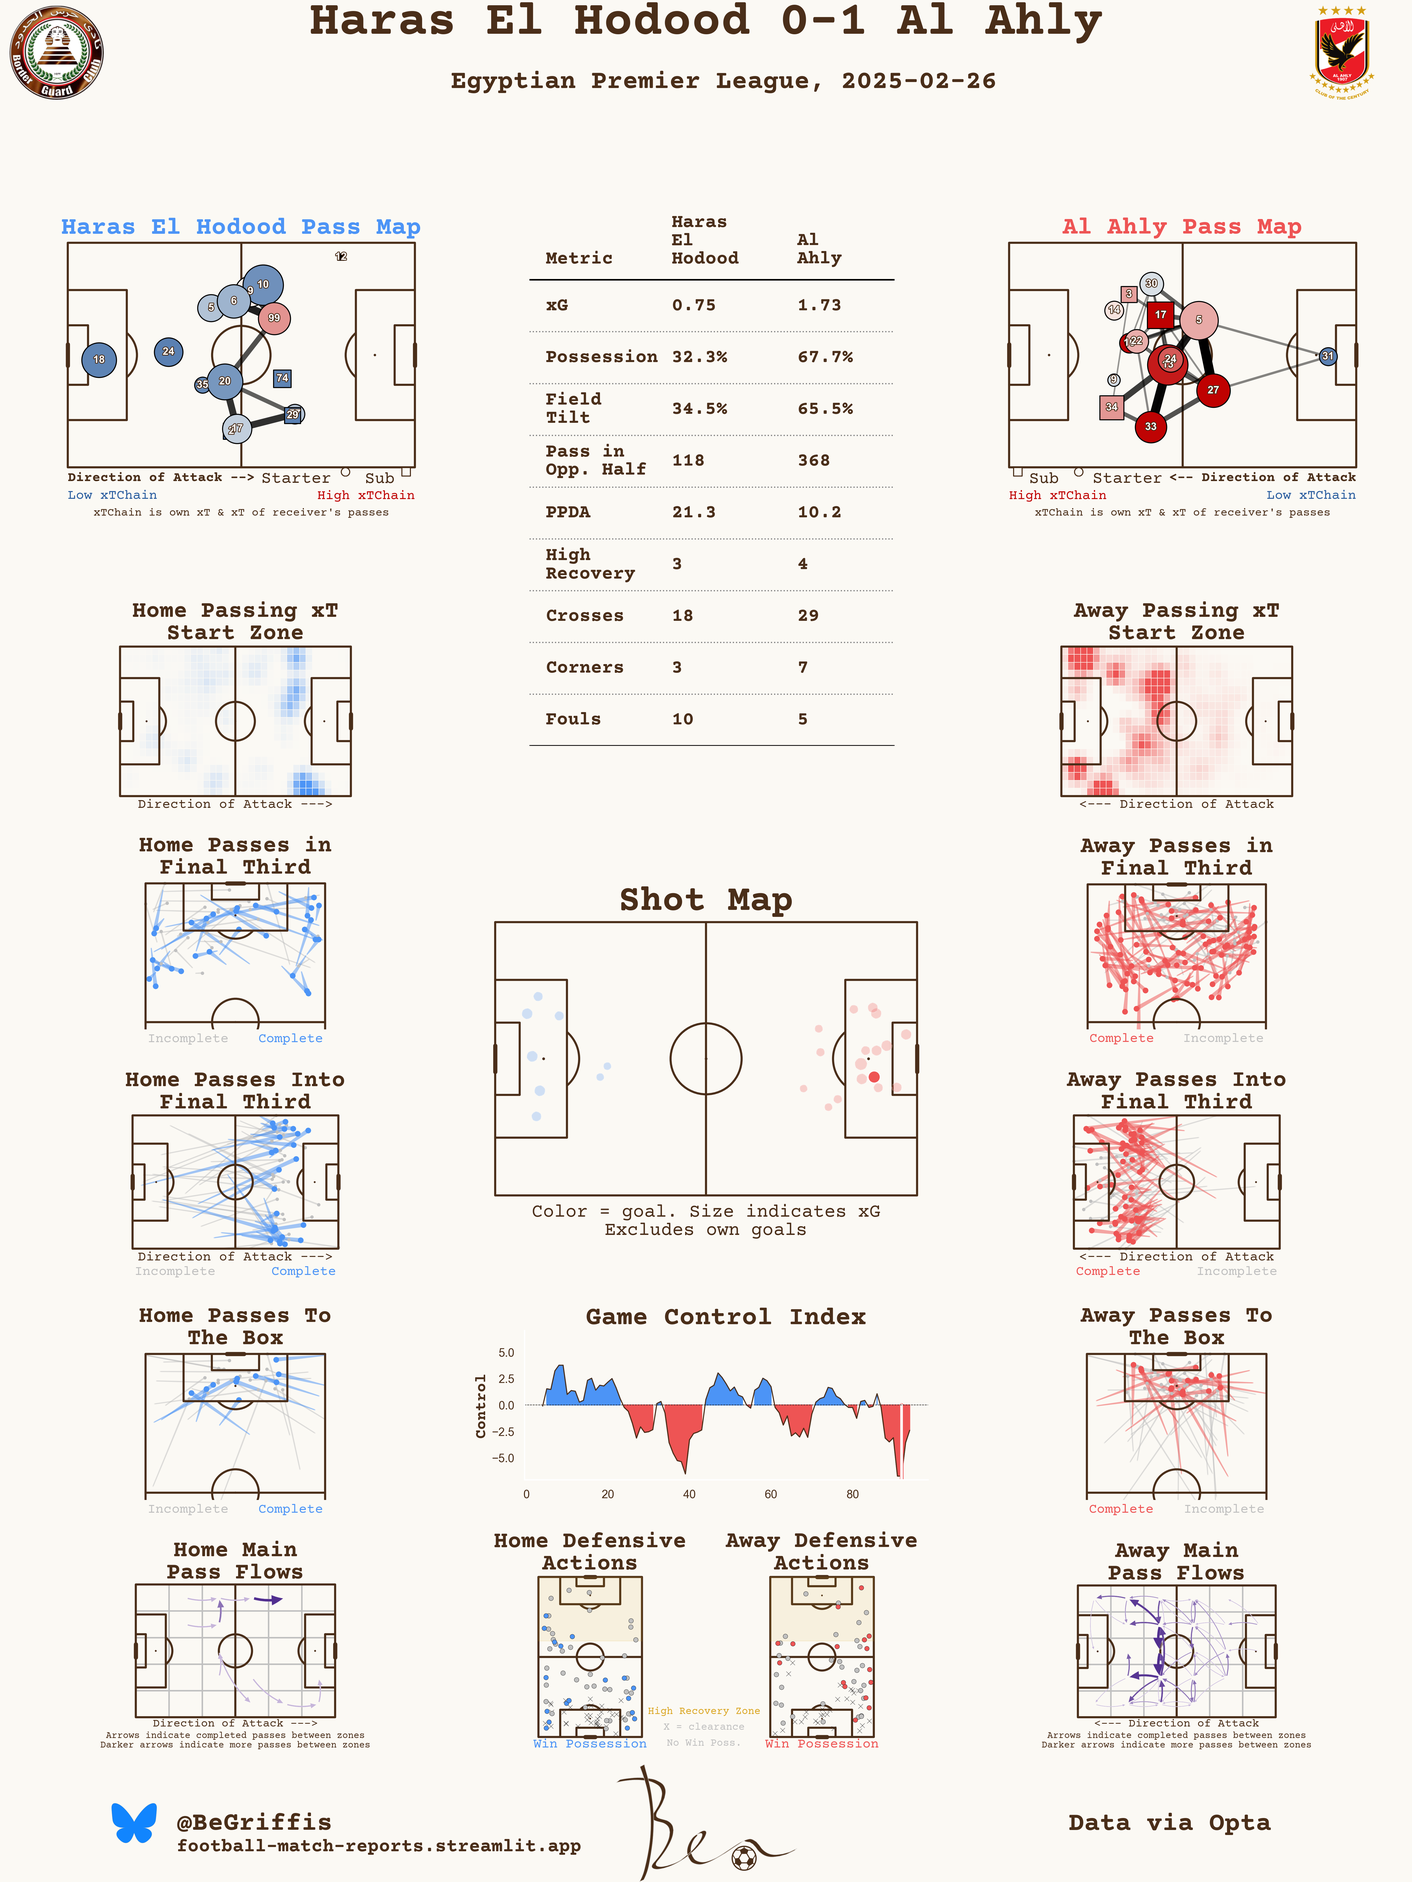 Haras El Hodood 0-1 Al Ahly
Egyptian Premier League, 2025-02-26
نادي حرس الحدود
Border Guard Club
الأهلي
AL AHLY
1907
CLUB OF THE CENTURY
Haras El Hodood Pass Map
12
10
9
6
5
99
18
24
35
20
74
29
17
Direction of Attack --> Starter Sub
Low xTChain High xTChain
xTChain is own xT & xT of receiver's passes
Metric Haras El Hodood Al Ahly
xG 0.75 1.73
Possession 32.3% 67.7%
Field Tilt 34.5% 65.5%
Pass in Opp. Half 118 368
PPDA 21.3 10.2
High Recovery 3 4
Crosses 18 29
Corners 3 7
Fouls 10 5
Al Ahly Pass Map
30
3
14
17
5
22
24
13
31
9
27
34
33
Sub Starter <-- Direction of Attack
High xTChain Low xTChain
xTChain is own xT & xT of receiver's passes
Home Passing xT
Start Zone
Direction of Attack --->
Away Passing xT
Start Zone
<--- Direction of Attack
Home Passes in
Final Third
Incomplete Complete
Away Passes in
Final Third
Complete Incomplete
Shot Map
Color = goal. Size indicates xG
Excludes own goals
Home Passes Into
Final Third
Direction of Attack --->
Incomplete Complete
Away Passes Into
Final Third
<--- Direction of Attack
Complete Incomplete
Home Passes To
The Box
Incomplete Complete
Game Control Index
Control
5.0
2.5
0.0
−2.5
−5.0
0 20 40 60 80
Away Passes To
The Box
Complete Incomplete
Home Main
Pass Flows
Direction of Attack --->
Arrows indicate completed passes between zones
Darker arrows indicate more passes between zones
Home Defensive
Actions
Win Possession
High Recovery Zone
X = clearance
No Win Poss.
Away Defensive
Actions
Win Possession
Away Main
Pass Flows
<--- Direction of Attack
Arrows indicate completed passes between zones
Darker arrows indicate more passes between zones
@BeGriffis
football-match-reports.streamlit.app
Ben
Data via Opta